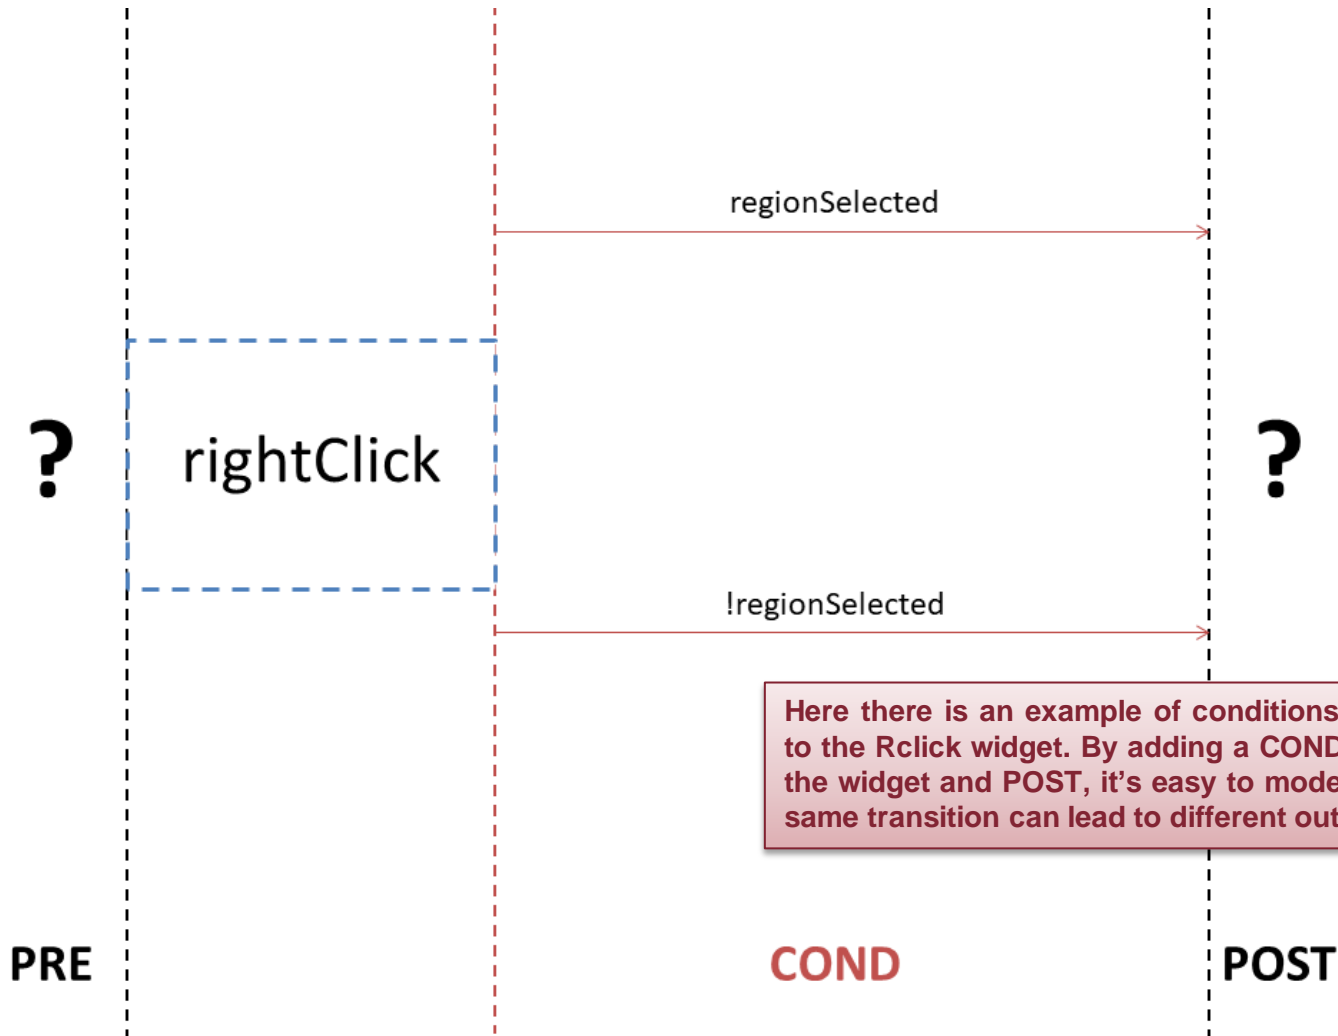 regionSelected
? rightClick ?
!regionSelected
Here there is an example of conditions
to the Rclick widget. By adding a COND
the widget and POST, it’s easy to mode
same transition can lead to different out
PRE COND POST